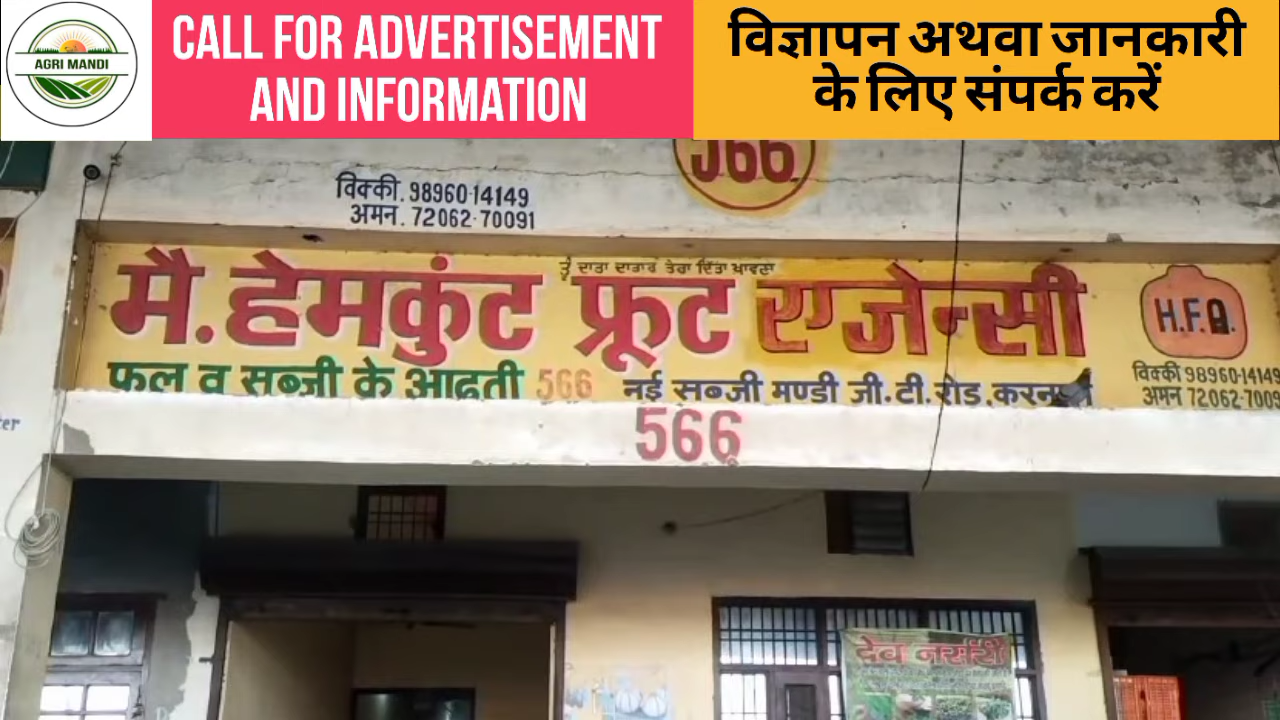 AGRI MANDI
CALL FOR ADVERTISEMENT
AND INFORMATION
विज्ञापन अथवा जानकारी
के लिए संपर्क करें
566
विक्की. 98960-14149
अमन. 72062-70091
ਤੂੰ ਦਾਤਾ ਦਾਤਾਰ ਤੇਰਾ ਦਿੱਤਾ ਖਾਵਣਾ
मै. हेमकुंट फ्रूट एजेन्सी
H.F.A.
फल व सब्जी के आढती 566 नई सब्जी मण्डी जी.टी.रोड,करनाल
विक्की 98960-14149
अमन 72062-7009
566
देव नर्सरी